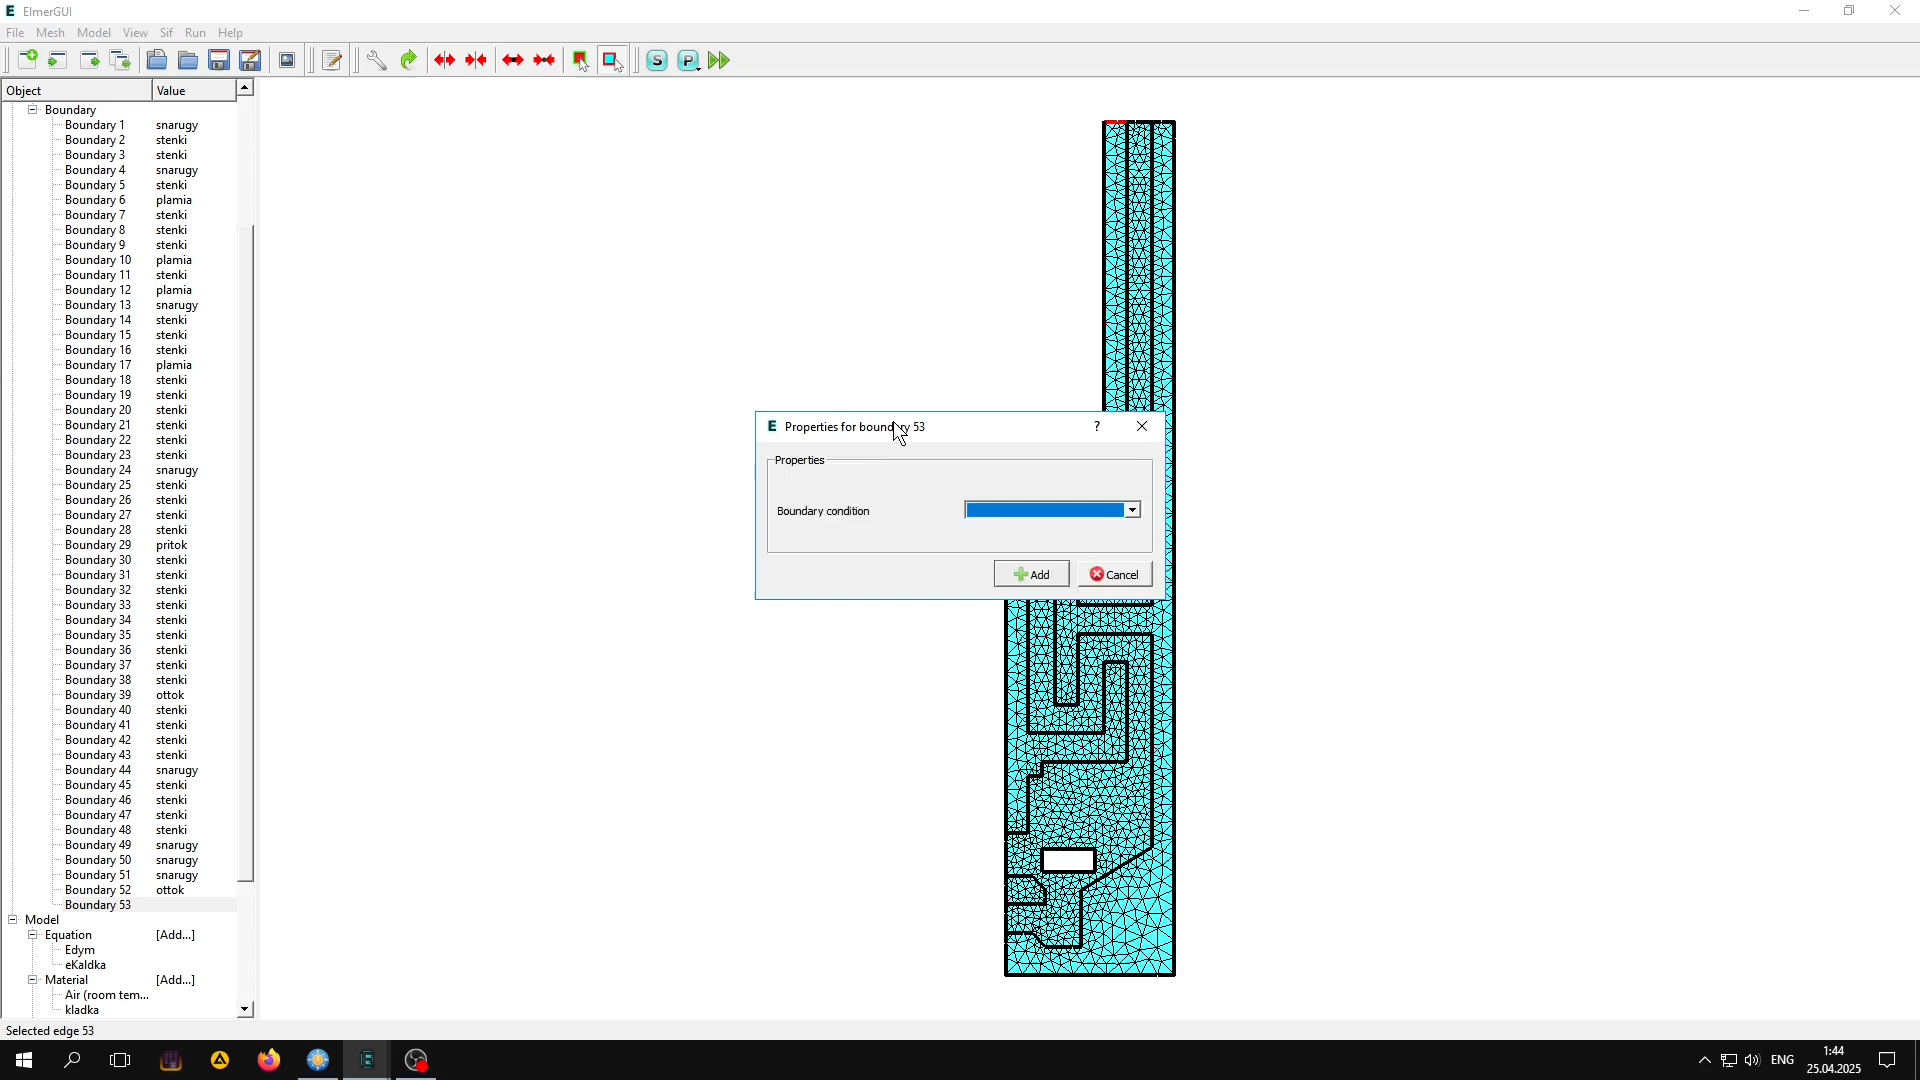 ElmerGUI
File Mesh Model View Sif Run Help
Object Value
Boundary
Boundary 1 snarugy
Boundary 2 stenki
Boundary 3 stenki
Boundary 4 snarugy
Boundary 5 stenki
Boundary 6 plamia
Boundary 7 stenki
Boundary 8 stenki
Boundary 9 stenki
Boundary 10 plamia
Boundary 11 stenki
Boundary 12 plamia
Boundary 13 snarugy
Boundary 14 stenki
Boundary 15 stenki
Boundary 16 stenki
Boundary 17 plamia
Boundary 18 stenki
Boundary 19 stenki
Boundary 20 stenki
Boundary 21 stenki
Boundary 22 stenki
Boundary 23 stenki
Boundary 24 snarugy
Boundary 25 stenki
Boundary 26 stenki
Boundary 27 stenki
Boundary 28 stenki
Boundary 29 pritok
Boundary 30 stenki
Boundary 31 stenki
Boundary 32 stenki
Boundary 33 stenki
Boundary 34 stenki
Boundary 35 stenki
Boundary 36 stenki
Boundary 37 stenki
Boundary 38 stenki
Boundary 39 ottok
Boundary 40 stenki
Boundary 41 stenki
Boundary 42 stenki
Boundary 43 stenki
Boundary 44 snarugy
Boundary 45 stenki
Boundary 46 stenki
Boundary 47 stenki
Boundary 48 stenki
Boundary 49 snarugy
Boundary 50 snarugy
Boundary 51 snarugy
Boundary 52 ottok
Boundary 53
Model
Equation [Add...]
Edym
eKaldka
Material [Add...]
Air (room tem...
kladka
Selected edge 53
Properties for boundary 53
Properties
Boundary condition
Add Cancel
ENG
1:44
25.04.2025